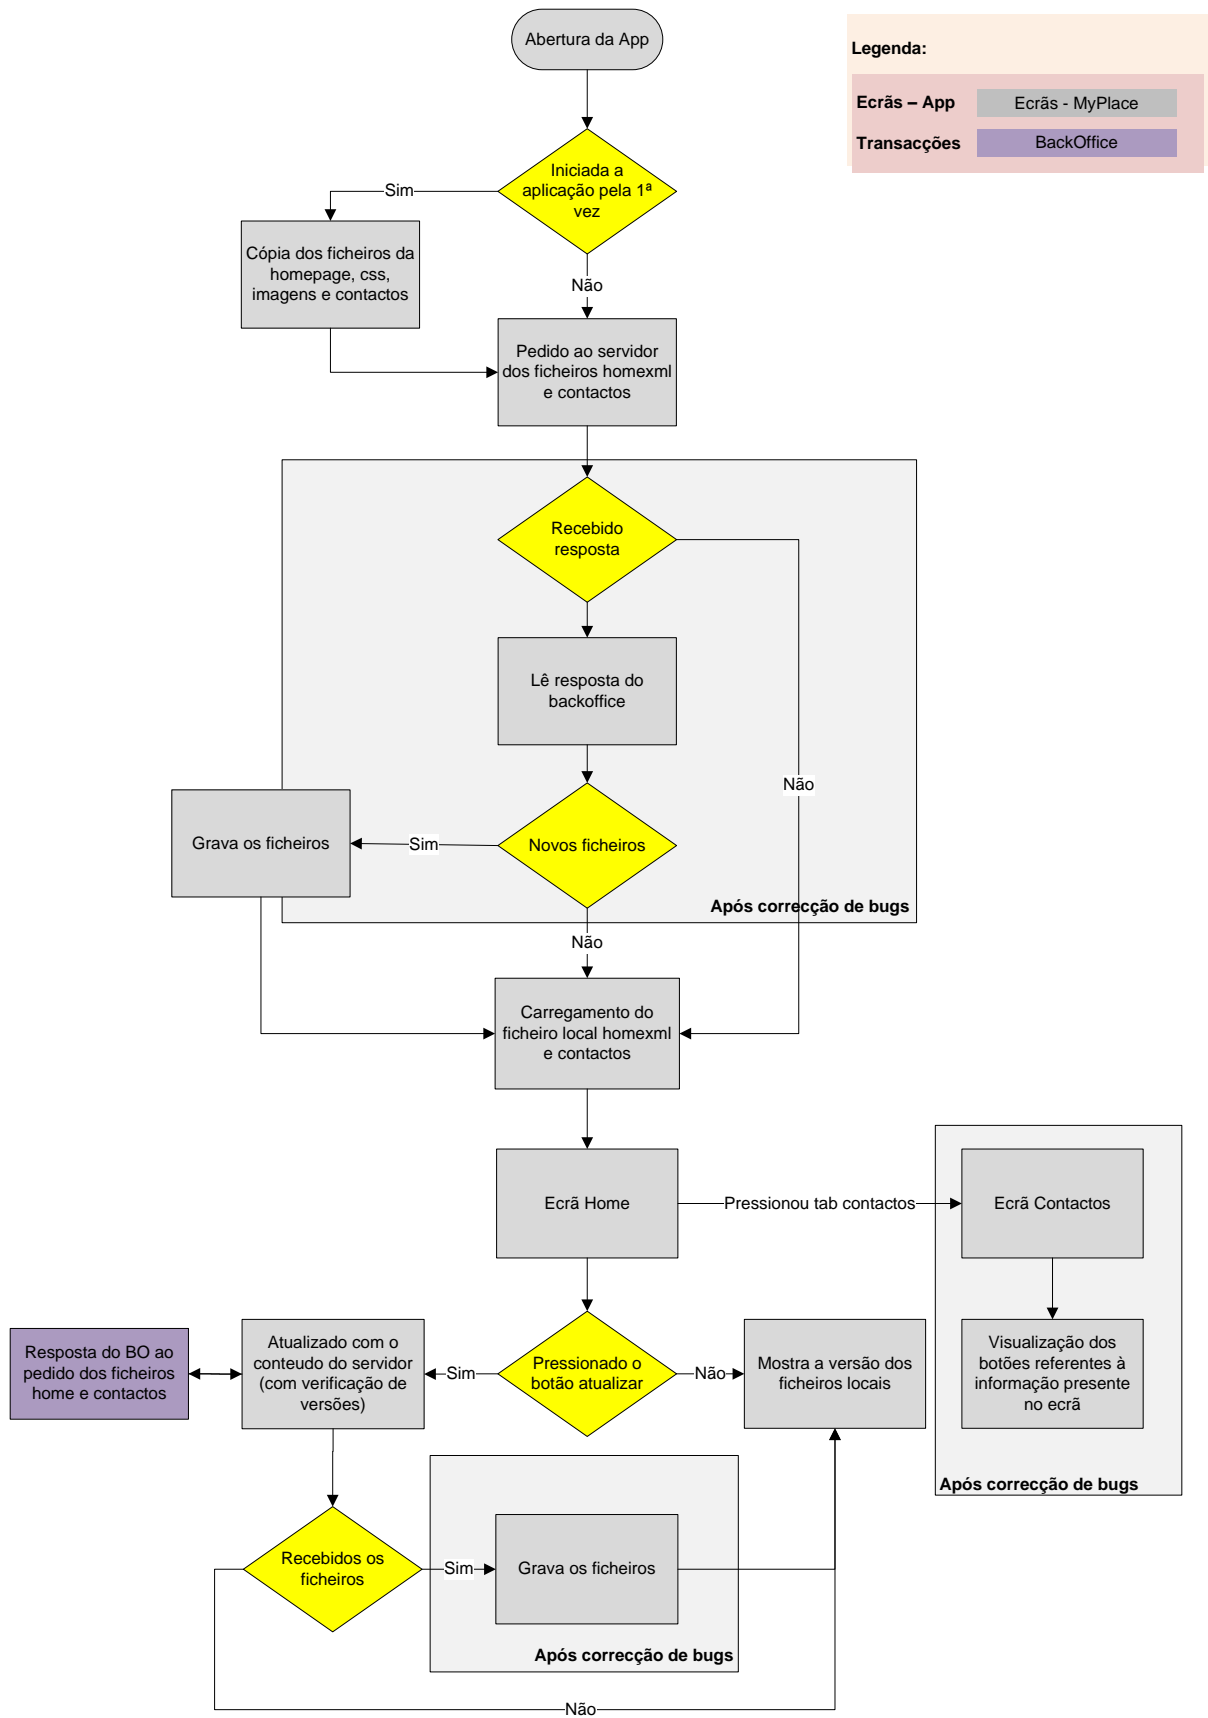 Abertura da App
Legenda:
Ecrãs – App
Ecrãs - MyPlace
Transacções
BackOffice
Iniciada a
aplicação pela 1ª
vez
Sim
Cópia dos ficheiros da
homepage, css,
imagens e contactos
Não
Pedido ao servidor
dos ficheiros homexml
e contactos
Recebido
resposta
Lê resposta do
backoffice
Não
Grava os ficheiros
Sim
Novos ficheiros
Após correcção de bugs
Não
Carregamento do
ficheiro local homexml
e contactos
Ecrã Home
Pressionou tab contactos
Ecrã Contactos
Resposta do BO ao
pedido dos ficheiros
home e contactos
Atualizado com o
conteudo do servidor
(com verificação de
versões)
Sim
Pressionado o
botão atualizar
Não
Mostra a versão dos
ficheiros locais
Visualização dos
botões referentes à
informação presente
no ecrã
Após correcção de bugs
Recebidos os
ficheiros
Sim
Grava os ficheiros
Após correcção de bugs
Não